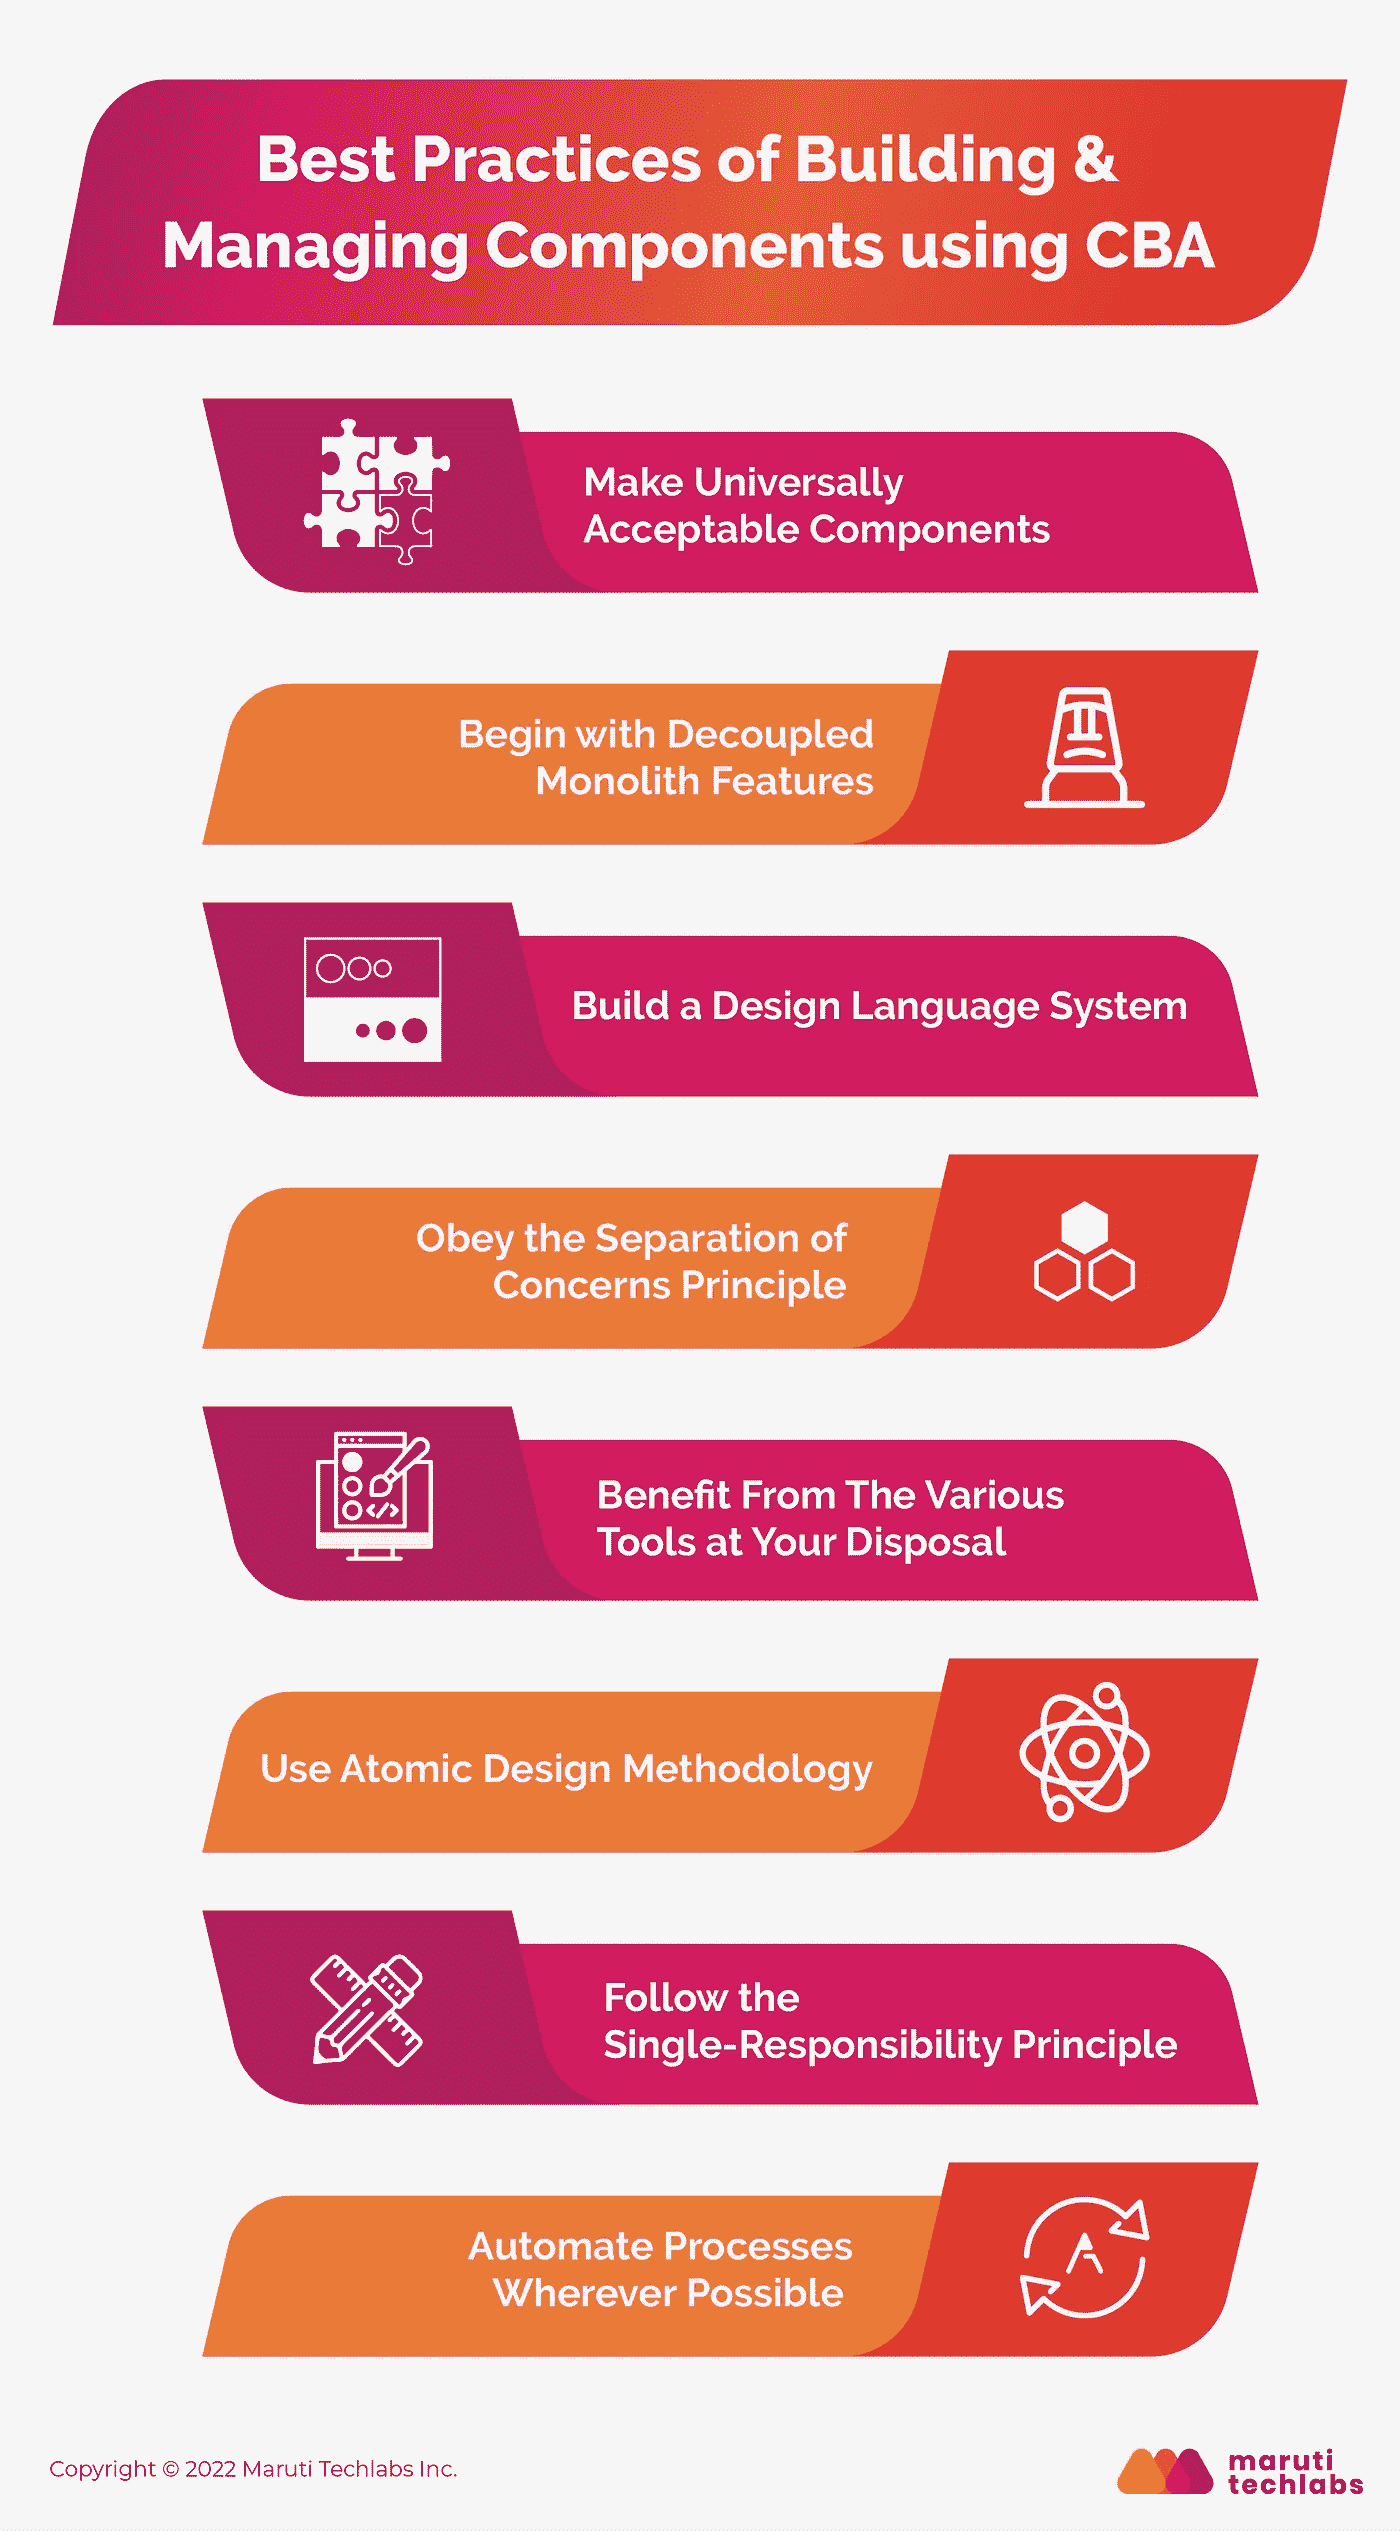 Best Practices of Building &
Managing Components using CBA
Make Universally
Acceptable Components
Begin with Decoupled
Monolith Features
Build a Design Language System
Obey the Separation of
Concerns Principle
Benefit From The Various
Tools at Your Disposal
Use Atomic Design Methodology
Follow the
Single-Responsibility Principle
Automate Processes
Wherever Possible
Copyright © 2022 Maruti Techlabs Inc.
maruti
techlabs